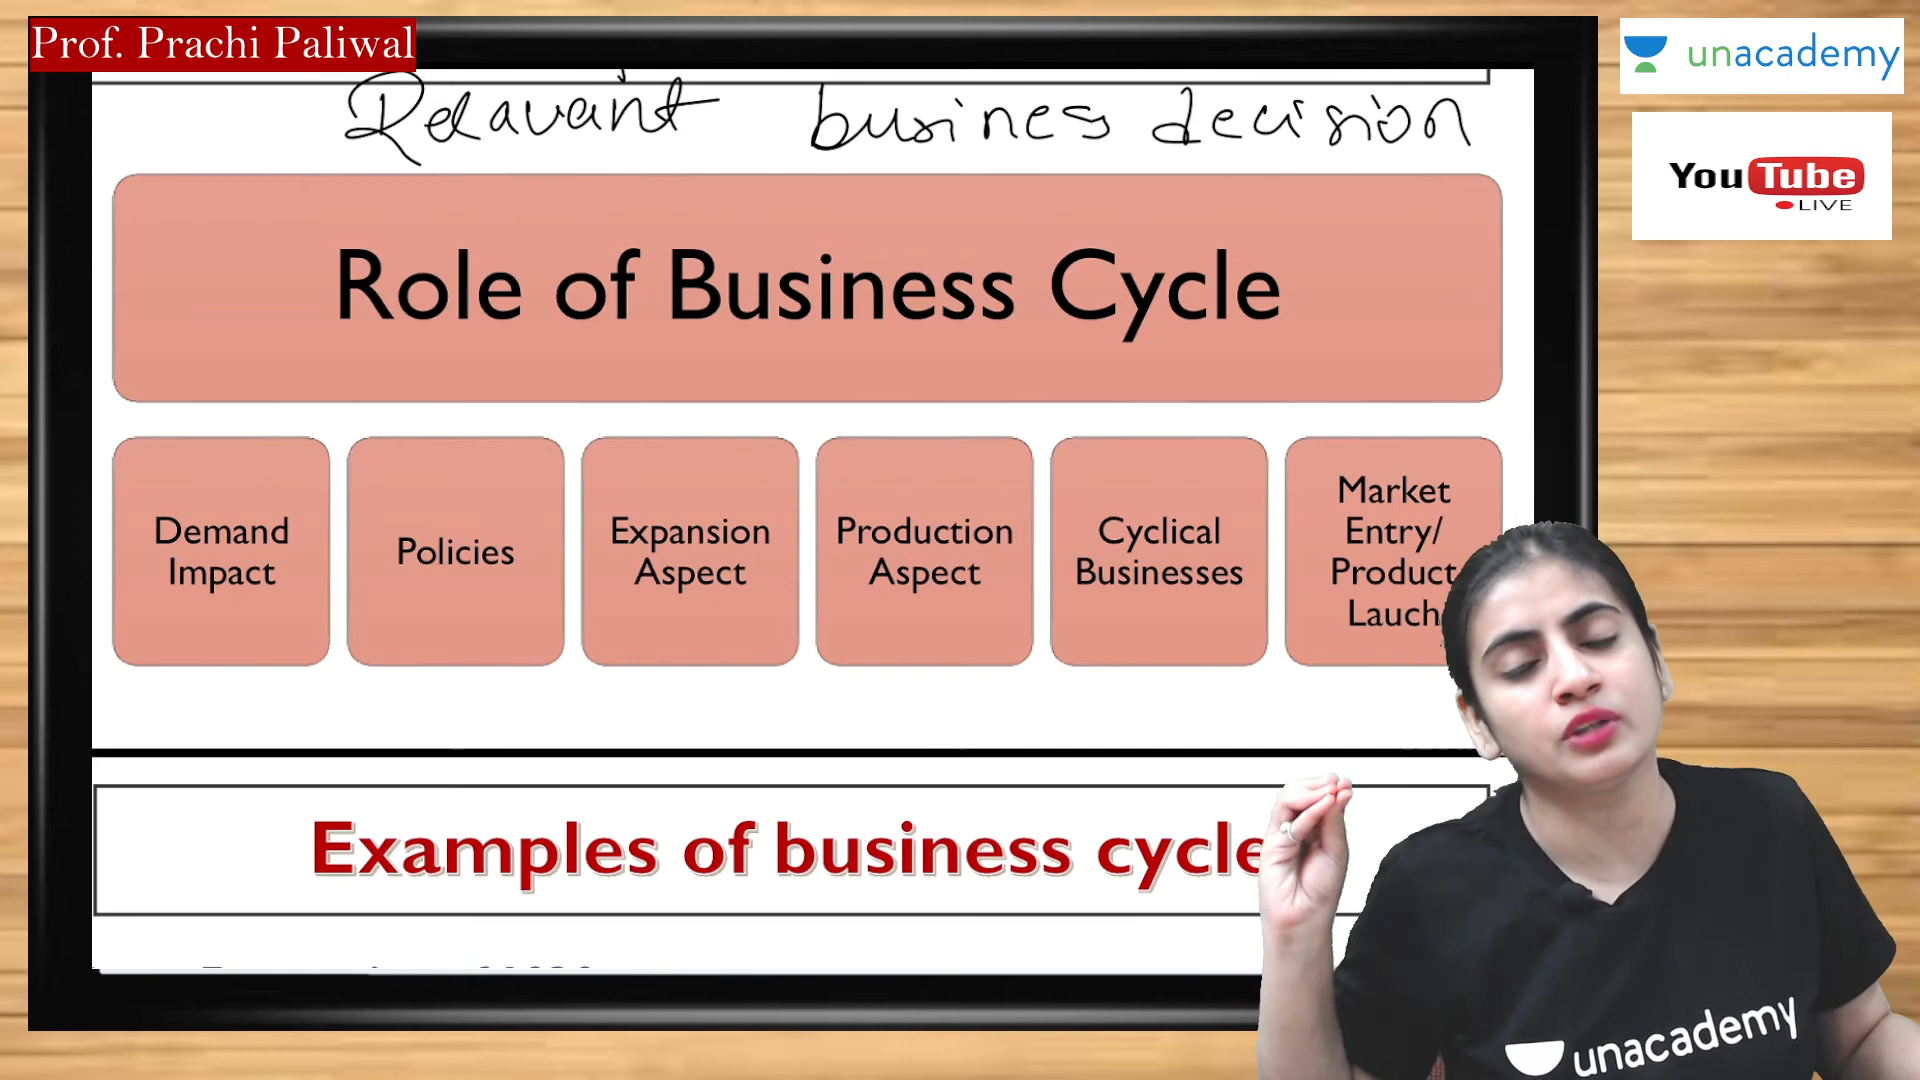 Prof. Prachi Paliwal
unacademy
Relavaint business decision
YouTube
LIVE
Role of Business Cycle
Demand
Impact
Policies
Expansion
Aspect
Production
Aspect
Cyclical
Businesses
Market
Entry/
Product
Lauch
Examples of business cycle
unacademy